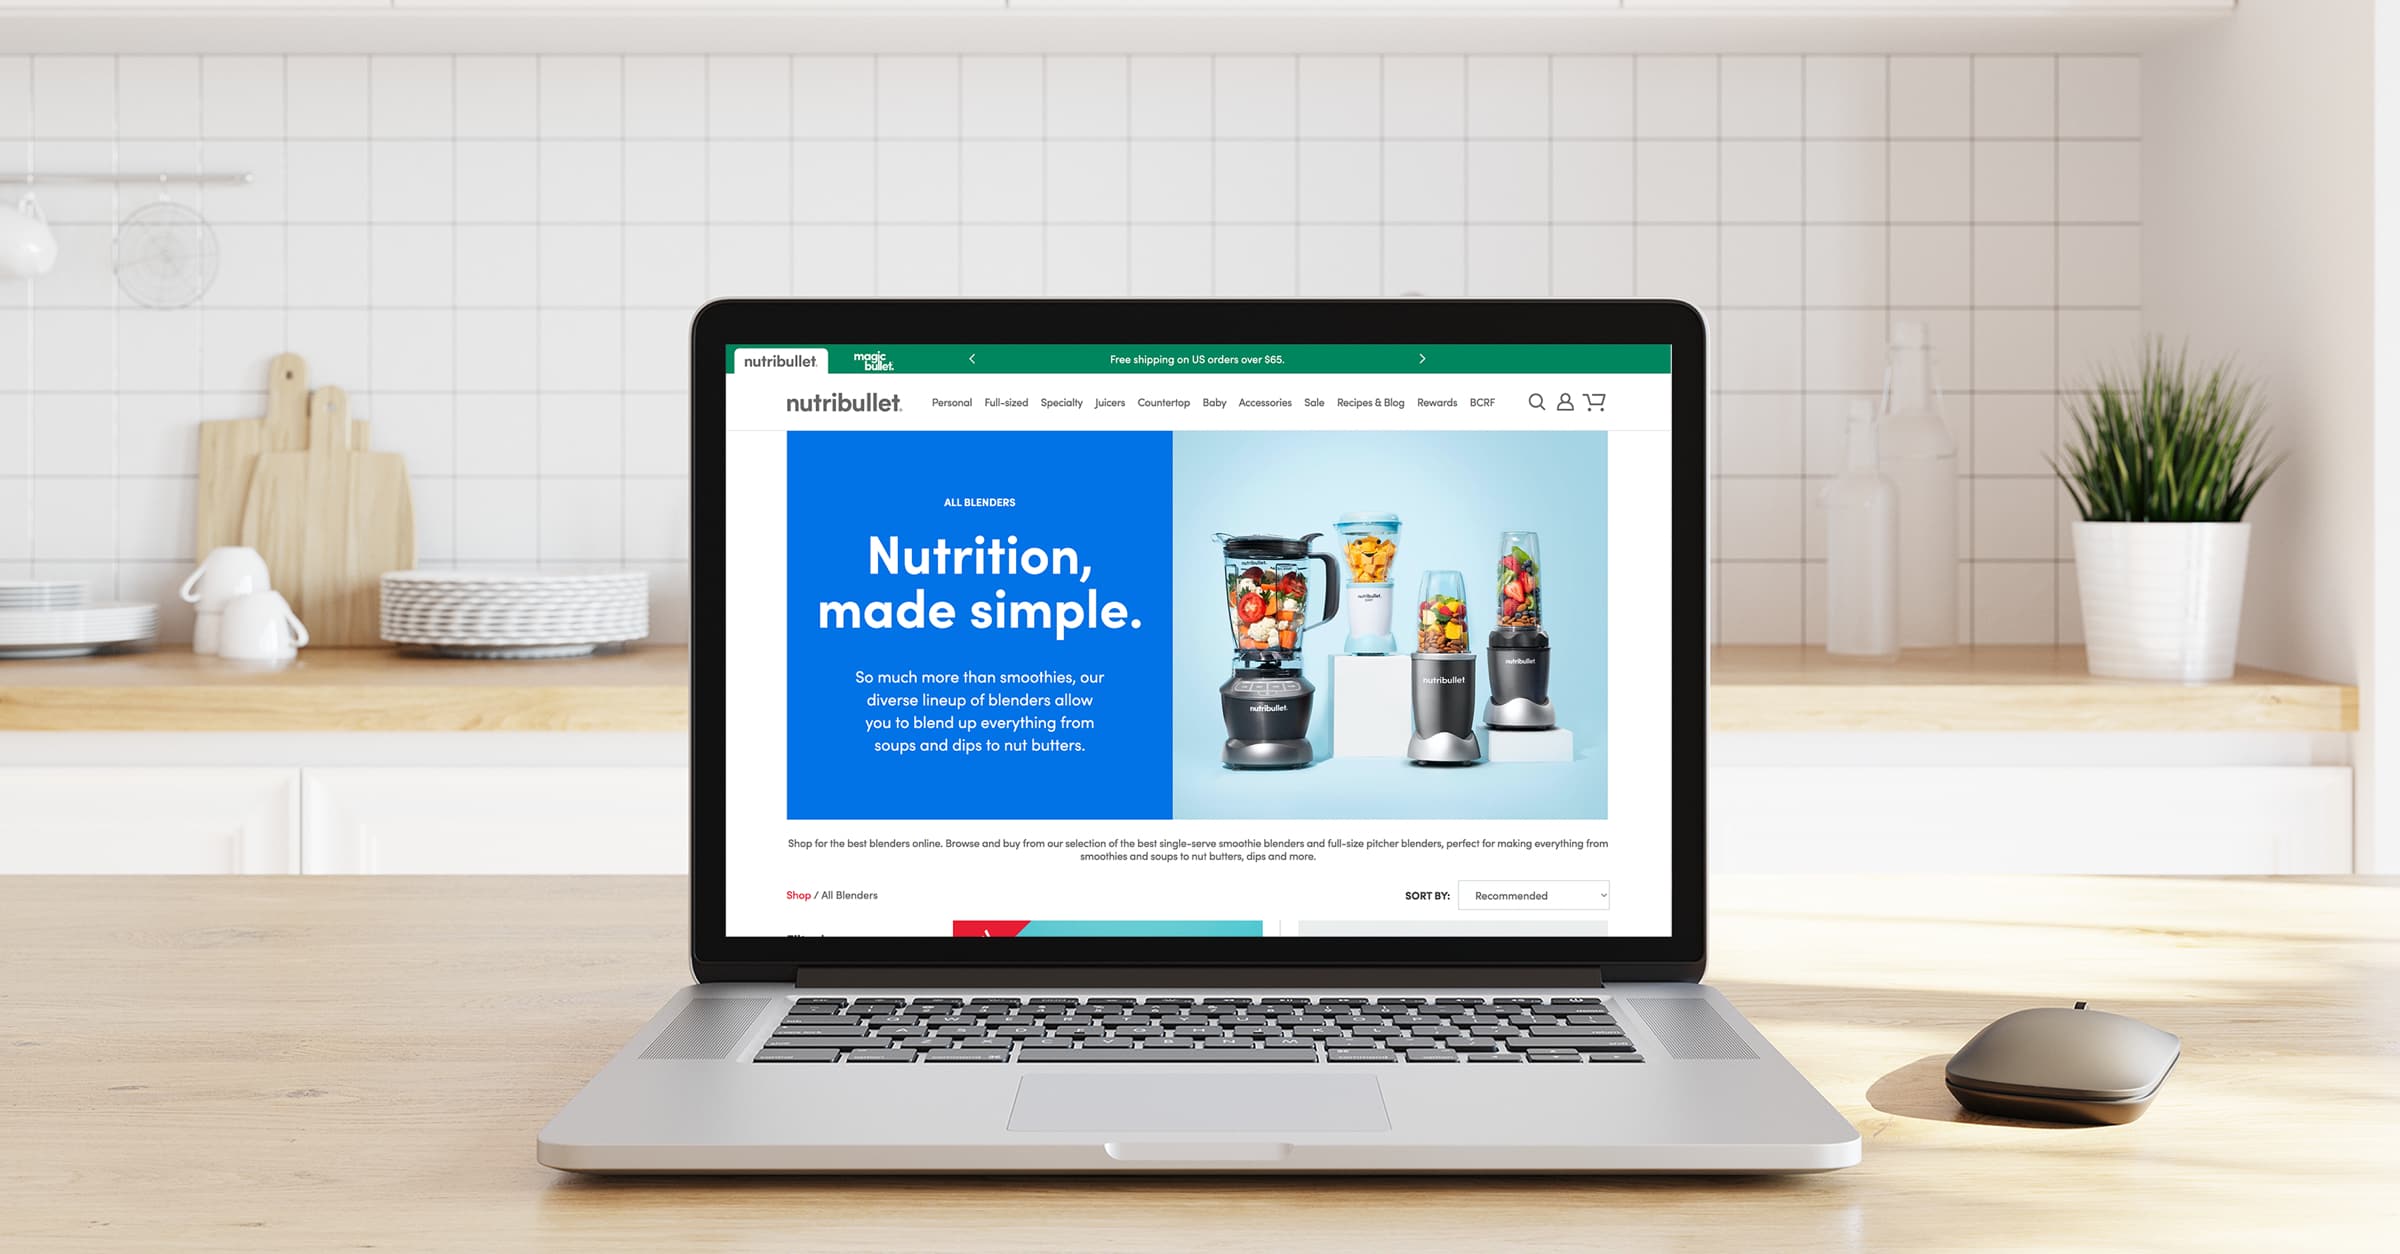 nutribullet.
magic
bullet.
Free shipping on US orders over $65.
nutribullet.
Personal Full-sized Specialty Juicers Countertop Baby Accessories Sale Recipes & Blog Rewards BCRF
ALL BLENDERS
Nutrition,
made simple.
So much more than smoothies, our
diverse lineup of blenders allow
you to blend up everything from
soups and dips to nut butters.
nutribullet.
nutribullet.
nutribullet
nutribullet
nutribullet.
Shop for the best blenders online. Browse and buy from our selection of the best single-serve smoothie blenders and full-size pitcher blenders, perfect for making everything from
smoothies and soups to nut butters, dips and more.
Shop / All Blenders
SORT BY: Recommended
Q W E R T Y U I O P
A S D F G H J K L
Z X C V B N M
command option